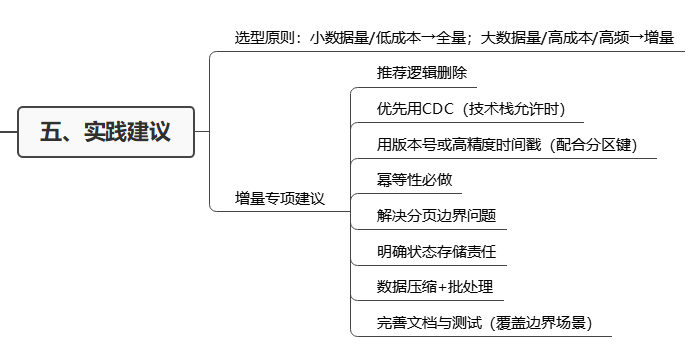 五、实践建议
选型原则：小数据量/低成本→全量；大数据量/高成本/高频→增量
增量专项建议
推荐逻辑删除
优先用CDC（技术栈允许时）
用版本号或高精度时间戳（配合分区键）
幂等性必做
解决分页边界问题
明确状态存储责任
数据压缩+批处理
完善文档与测试（覆盖边界场景）